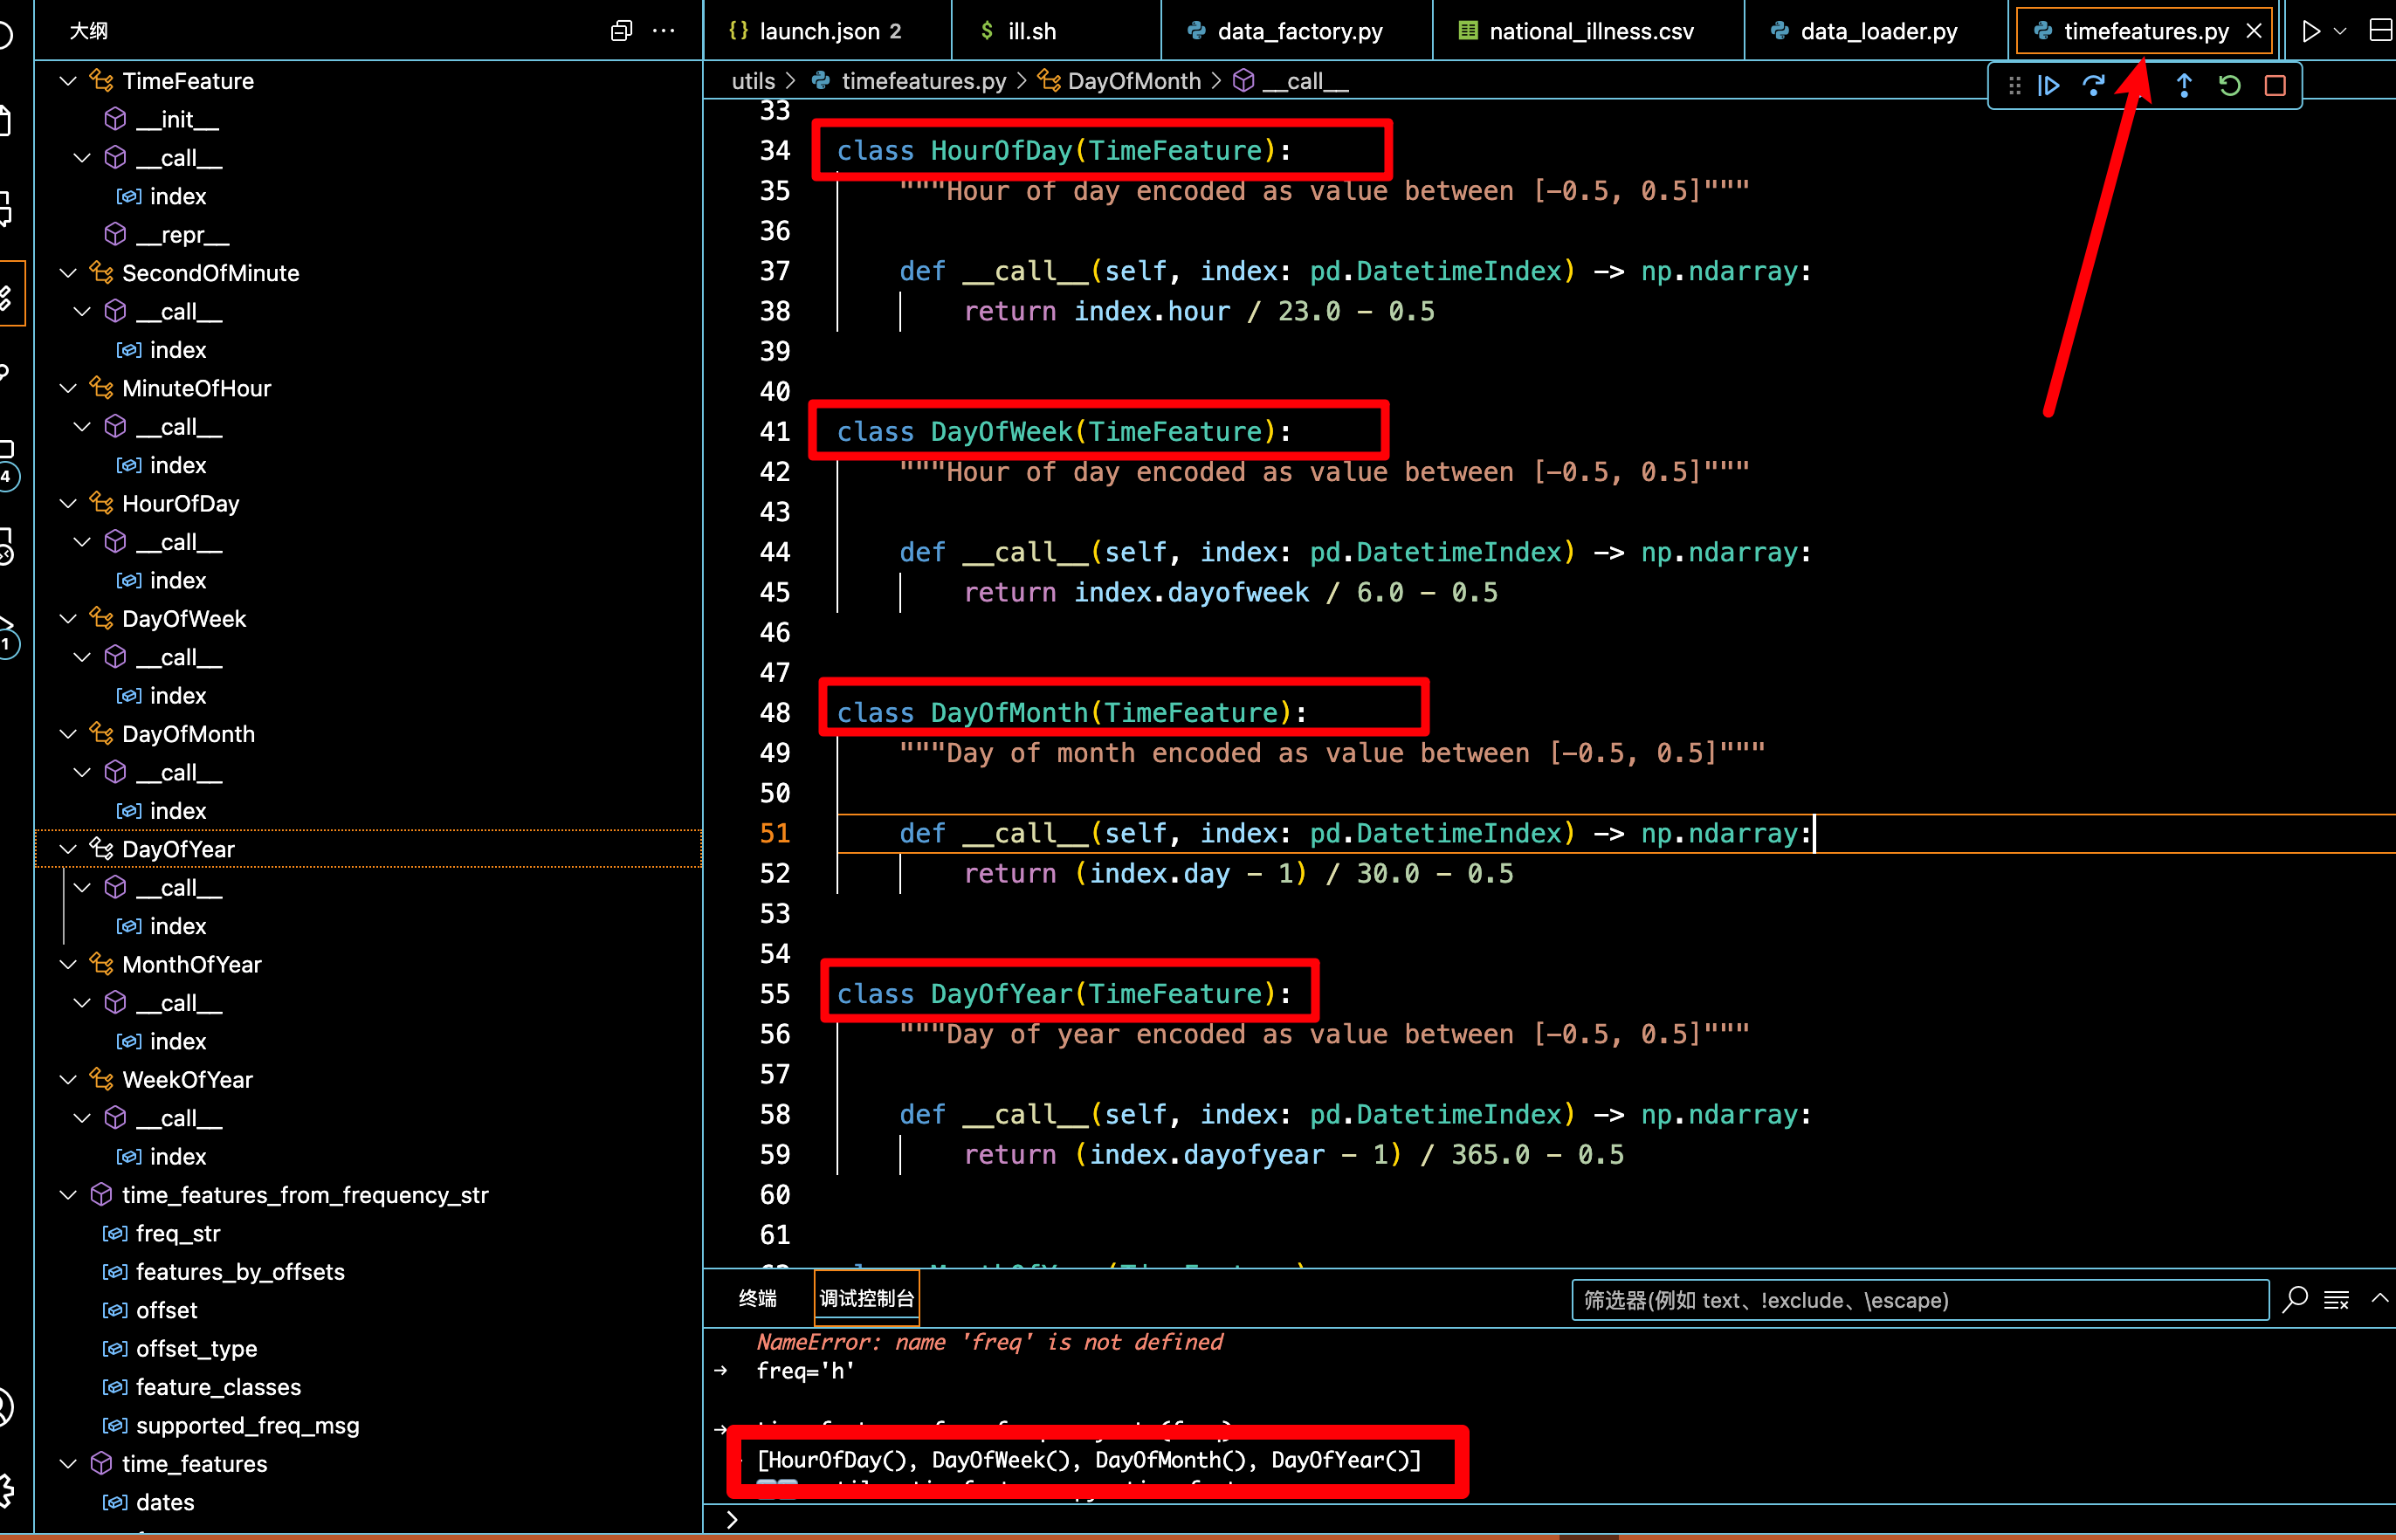 大纲
TimeFeature
__init__
__call__
index
__repr__
SecondOfMinute
__call__
index
MinuteOfHour
__call__
index
HourOfDay
__call__
index
DayOfWeek
__call__
index
DayOfMonth
__call__
index
DayOfYear
__call__
index
MonthOfYear
__call__
index
WeekOfYear
__call__
index
time_features_from_frequency_str
freq_str
features_by_offsets
offset
offset_type
feature_classes
supported_freq_msg
time_features
dates
4
1
{} launch.json 2
$ ill.sh
data_factory.py
national_illness.csv
data_loader.py
timefeatures.py
utils > timefeatures.py > DayOfMonth > __call__
33
34 class HourOfDay(TimeFeature):
35 """Hour of day encoded as value between [-0.5, 0.5]"""
36
37 def __call__(self, index: pd.DatetimeIndex) -> np.ndarray:
38 return index.hour / 23.0 - 0.5
39
40
41 class DayOfWeek(TimeFeature):
42 """Hour of day encoded as value between [-0.5, 0.5]"""
43
44 def __call__(self, index: pd.DatetimeIndex) -> np.ndarray:
45 return index.dayofweek / 6.0 - 0.5
46
47
48 class DayOfMonth(TimeFeature):
49 """Day of month encoded as value between [-0.5, 0.5]"""
50
51 def __call__(self, index: pd.DatetimeIndex) -> np.ndarray:
52 return (index.day - 1) / 30.0 - 0.5
53
54
55 class DayOfYear(TimeFeature):
56 """Day of year encoded as value between [-0.5, 0.5]"""
57
58 def __call__(self, index: pd.DatetimeIndex) -> np.ndarray:
59 return (index.dayofyear - 1) / 365.0 - 0.5
60
61
终端 调试控制台
筛选器(例如 text、!exclude、\escape)
NameError: name 'freq' is not defined
freq='h'
[HourOfDay(), DayOfWeek(), DayOfMonth(), DayOfYear()]